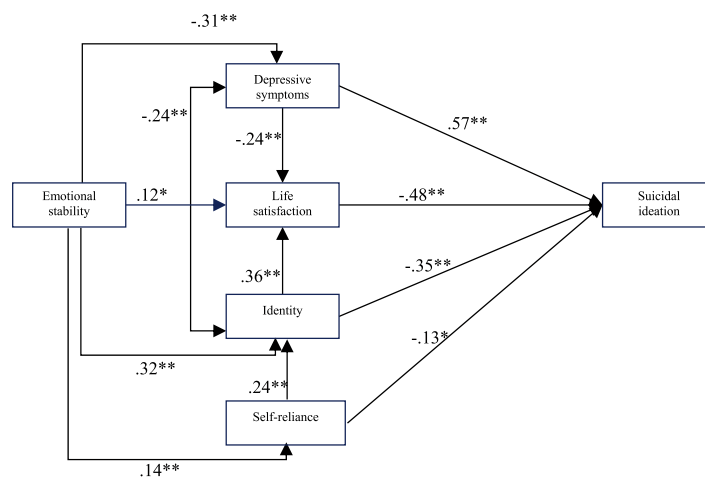 -.31**
Depressive
symptoms
-.24**
.57**
-.24**
Emotional
stability
.12*
Life
satisfaction
-.48**
Suicidal
ideation
.36**
-.35**
Identity
-.13*
.32**
.24**
Self-reliance
.14**